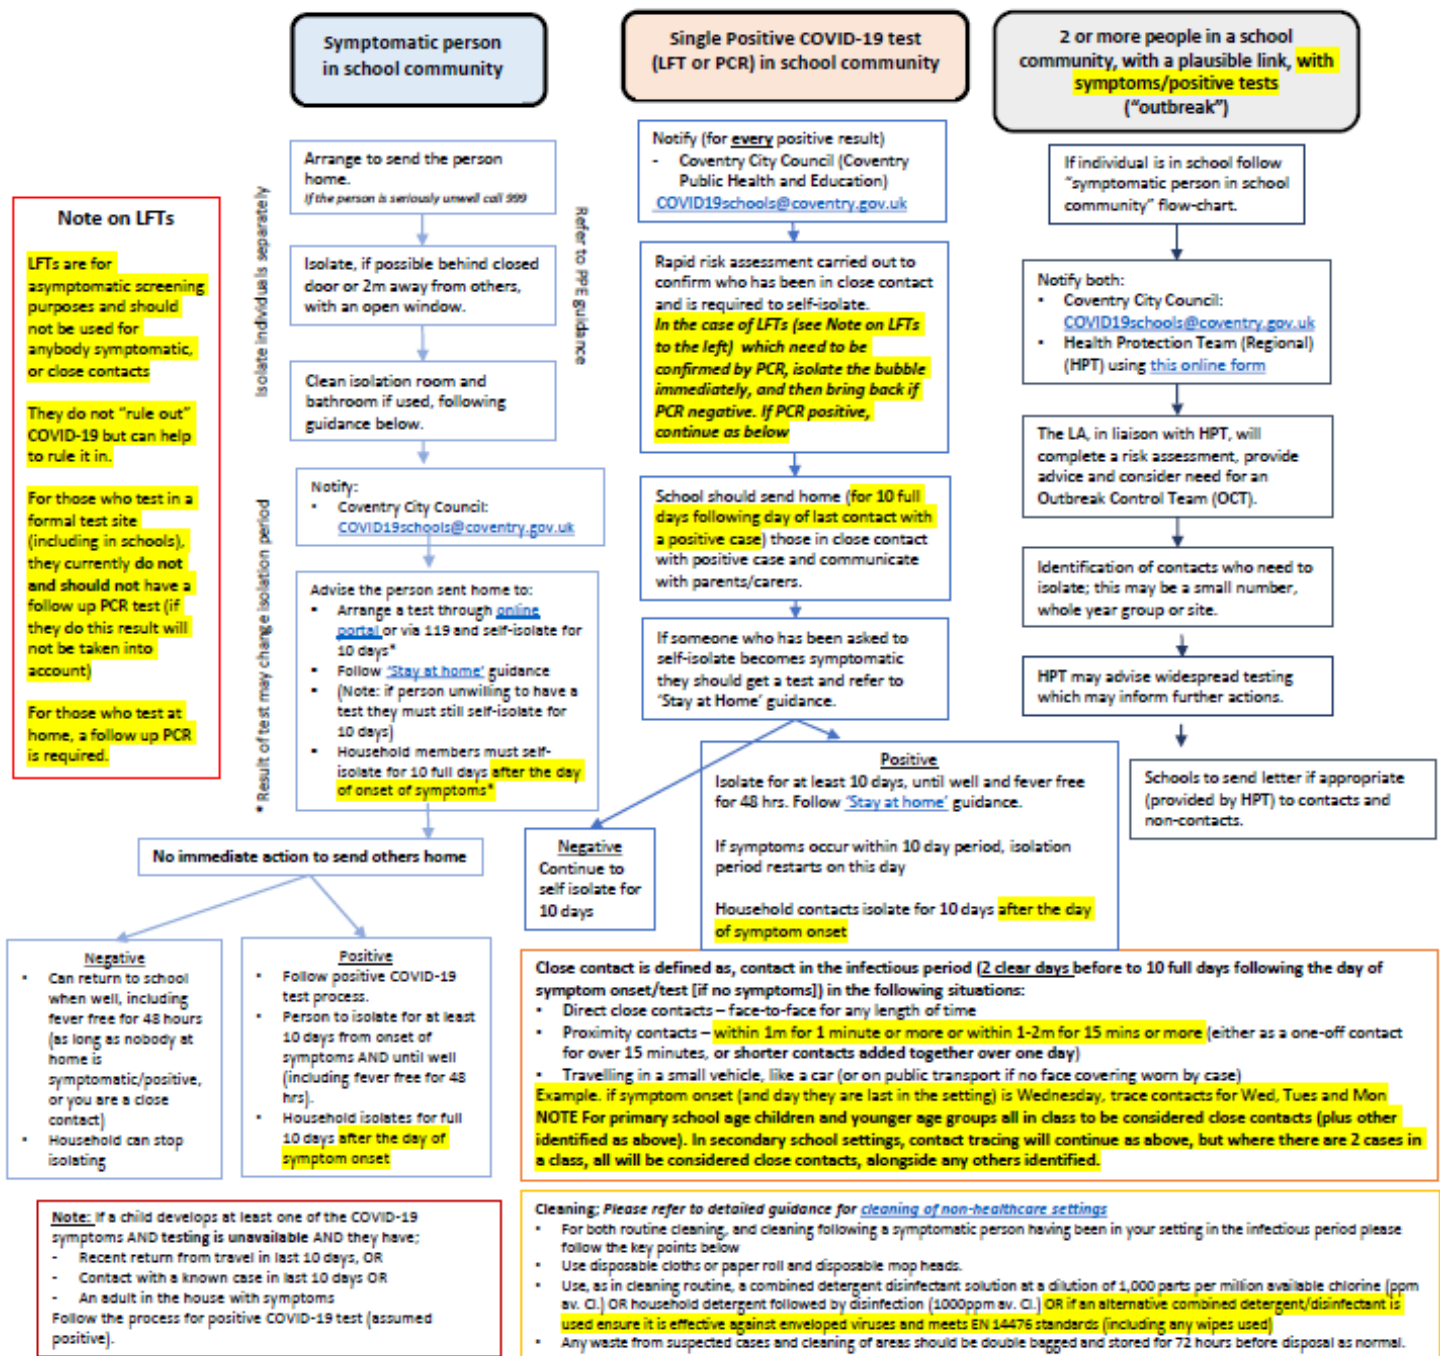 Symptomatic person
in school community
Single Positive COVID-19 test
(LFT or PCR) in school community
2 or more people in a school
community, with a plausible link, with
symptoms/positive tests
("outbreak")
Note on LFTs
LFTs are for
asymptomatic screening
purposes and should
not be used for
anybody symptomatic,
or close contacts
They do not "rule out"
COVID-19 but can help
to rule it in.
For those who test in a
formal test site
(including in schools),
they currently do not
and should not have a
follow up PCR test (if
they do this result will
not be taken into
account)
For those who test at
home, a follow up PCR
is required.
Isolate individuals separately
Refer to PPE guidance
* Result of test may change isolation period
Arrange to send the person
home.
If the person is seriously unwell call 999
Isolate, if possible behind closed
door or 2m away from others,
with an open window.
Clean isolation room and
bathroom if used, following
guidance below.
Notify:
▪ Coventry City Council:
COVID19schools@coventry.gov.uk
Advise the person sent home to:
▪ Arrange a test through online
portal or via 119 and self-isolate for
10 days*
▪ Follow 'Stay at home' guidance
▪ (Note: if person unwilling to have a
test they must still self-isolate for
10 days)
▪ Household members must self-
isolate for 10 full days after the day
of onset of symptoms*
No immediate action to send others home
Negative
▪ Can return to school
when well, including
fever free for 48 hours
(as long as nobody at
home is
symptomatic/positive,
or you are a close
contact)
▪ Household can stop
isolating
Positive
▪ Follow positive COVID-19
test process.
▪ Person to isolate for at least
10 days from onset of
symptoms AND until well
(including fever free for 48
hrs).
▪ Household isolates for full
10 days after the day of
symptom onset
Notify (for every positive result)
- Coventry City Council (Coventry
Public Health and Education)
COVID19schools@coventry.gov.uk
Rapid risk assessment carried out to
confirm who has been in close contact
and is required to self-isolate.
In the case of LFTs (see Note on LFTs
to the left) which need to be
confirmed by PCR, isolate the bubble
immediately, and then bring back if
PCR negative. If PCR positive,
continue as below
School should send home (for 10 full
days following day of last contact with
a positive case) those in close contact
with positive case and communicate
with parents/carers.
If someone who has been asked to
self-isolate becomes symptomatic
they should get a test and refer to
'Stay at Home' guidance.
Negative
Continue to
self isolate for
10 days
Positive
Isolate for at least 10 days, until well and fever free
for 48 hrs. Follow 'Stay at home' guidance.
If symptoms occur within 10 day period, isolation
period restarts on this day
Household contacts isolate for 10 days after the day
of symptom onset
If individual is in school follow
"symptomatic person in school
community" flow-chart.
Notify both:
▪ Coventry City Council:
COVID19schools@coventry.gov.uk
▪ Health Protection Team (Regional)
(HPT) using this online form
The LA, in liaison with HPT, will
complete a risk assessment, provide
advice and consider need for an
Outbreak Control Team (OCT).
Identification of contacts who need to
isolate; this may be a small number,
whole year group or site.
HPT may advise widespread testing
which may inform further actions.
Schools to send letter if appropriate
(provided by HPT) to contacts and
non-contacts.
Close contact is defined as, contact in the infectious period (2 clear days before to 10 full days following the day of
symptom onset/test [if no symptoms]) in the following situations:
▪ Direct close contacts – face-to-face for any length of time
▪ Proximity contacts – within 1m for 1 minute or more or within 1-2m for 15 mins or more (either as a one-off contact
for over 15 minutes, or shorter contacts added together over one day)
▪ Travelling in a small vehicle, like a car (or on public transport if no face covering worn by case)
Example. if symptom onset (and day they are last in the setting) is Wednesday, trace contacts for Wed, Tues and Mon
NOTE For primary school age children and younger age groups all in class to be considered close contacts (plus other
identified as above). In secondary school settings, contact tracing will continue as above, but where there are 2 cases in
a class, all will be considered close contacts, alongside any others identified.
Note: If a child develops at least one of the COVID-19
symptoms AND testing is unavailable AND they have;
- Recent return from travel in last 10 days, OR
- Contact with a known case in last 10 days OR
- An adult in the house with symptoms
Follow the process for positive COVID-19 test (assumed
positive).
Cleaning; Please refer to detailed guidance for cleaning of non-healthcare settings
▪ For both routine cleaning, and cleaning following a symptomatic person having been in your setting in the infectious period please
follow the key points below
▪ Use disposable cloths or paper roll and disposable mop heads.
▪ Use, as in cleaning routine, a combined detergent disinfectant solution at a dilution of 1,000 parts per million available chlorine (ppm
av. Cl.) OR household detergent followed by disinfection (1000ppm av. Cl.) OR if an alternative combined detergent/disinfectant is
used ensure it is effective against enveloped viruses and meets EN 14476 standards (including any wipes used)
▪ Any waste from suspected cases and cleaning of areas should be double bagged and stored for 72 hours before disposal as normal.